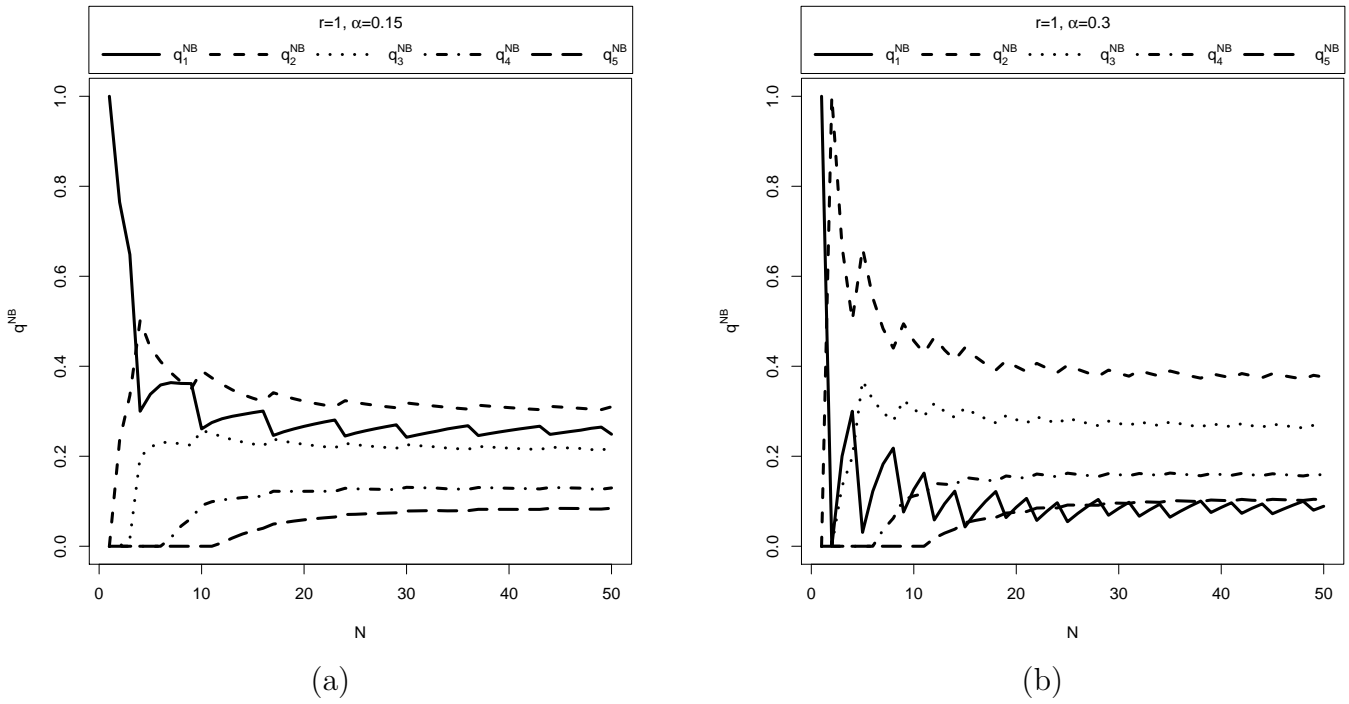 r=1, α=0.15
q₁ᴺᴮ q₂ᴺᴮ q₃ᴺᴮ q₄ᴺᴮ q₅ᴺᴮ
1.0
0.8
0.6
0.4
0.2
0.0
qᴺᴮ
0 10 20 30 40 50
N
(a)
r=1, α=0.3
q₁ᴺᴮ q₂ᴺᴮ q₃ᴺᴮ q₄ᴺᴮ q₅ᴺᴮ
1.0
0.8
0.6
0.4
0.2
0.0
qᴺᴮ
0 10 20 30 40 50
N
(b)